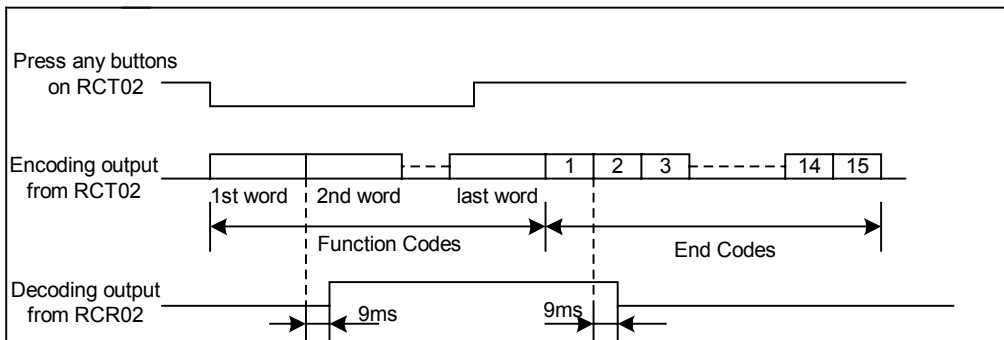 Press any buttons
on RCT02
Encoding output
from RCT02
1 2 3 14 15
1st word 2nd word last word
Function Codes End Codes
Decoding output
from RCR02
9ms 9ms